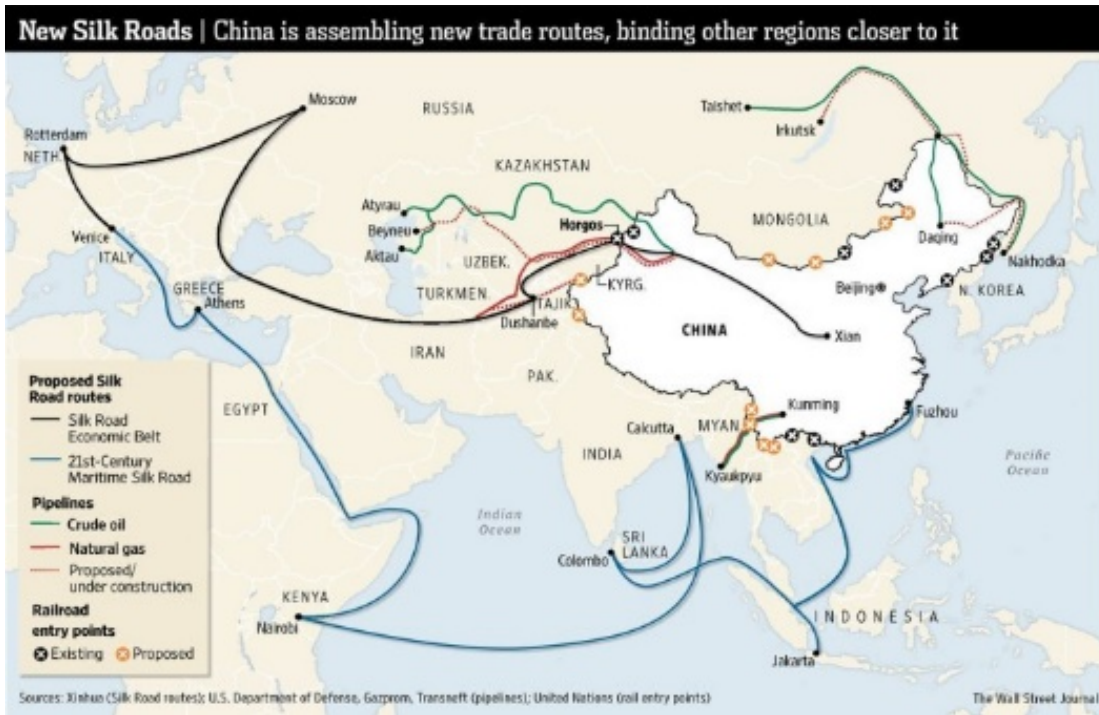 New Silk Roads | China is assembling new trade routes, binding other regions closer to it
Moscow
RUSSIA
Taishet
Irkutsk
Rotterdam
NETH.
KAZAKHSTAN
Atyrau
Beyneu
Aktau
Horgos
MONGOLIA
Daqing
Nakhodka
Venice
ITALY
UZBEK.
KYRG.
TURKMEN.
TAJIK.
Dushanbe
Beijing
N. KOREA
GREECE
Athens
CHINA
Xian
IRAN
PAK.
EGYPT
Kunming
Fuzhou
Calcutta
MYAN.
INDIA
Kyaukpyu
Pacific
Ocean
Indian
Ocean
SRI
LANKA
Colombo
KENYA
Nairobi
INDONESIA
Jakarta
Proposed Silk
Road routes
Silk Road
Economic Belt
21st-Century
Maritime Silk Road
Pipelines
Crude oil
Natural gas
Proposed/
under construction
Railroad
entry points
Existing
Proposed
Sources: Xinhua (Silk Road routes); U.S. Department of Defense, Gazprom, Transneft (pipelines); United Nations (rail entry points)
The Wall Street Journal